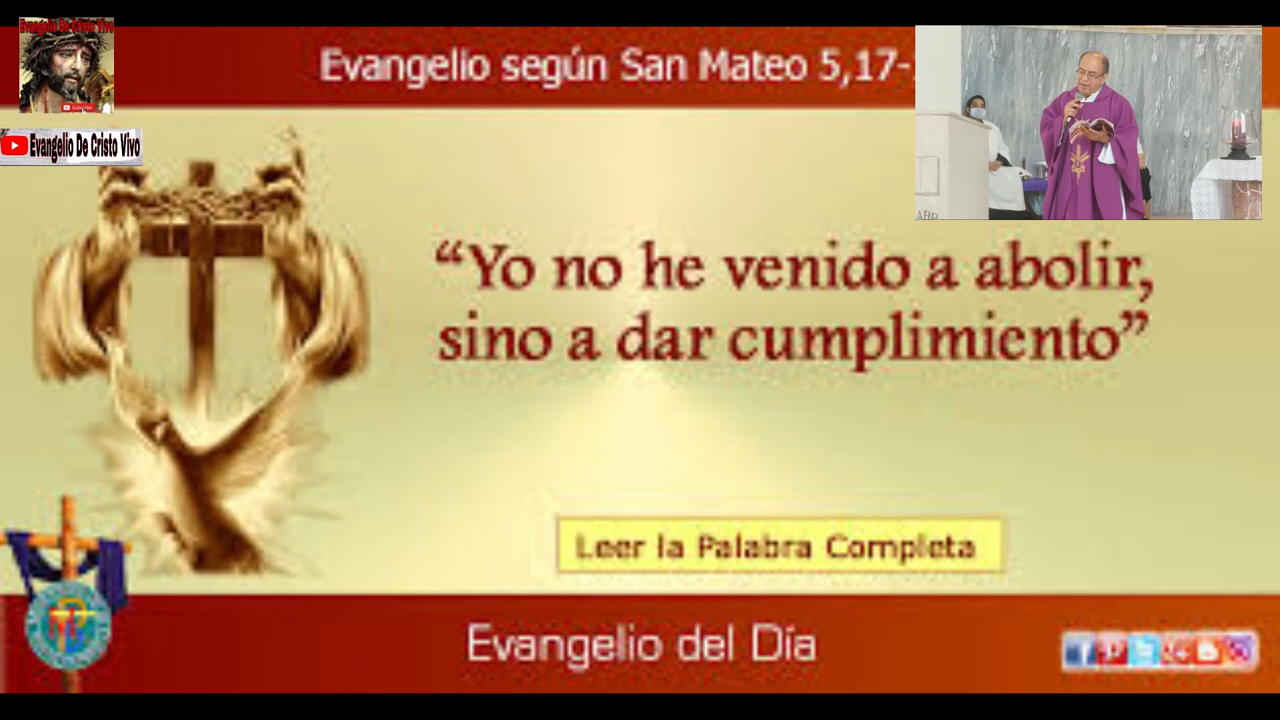 Evangelio De Cristo Vivo
Subscribe
Evangelio De Cristo Vivo
Evangelio según San Mateo 5,17-
“Yo no he venido a abolir,
sino a dar cumplimiento”
Leer la Palabra Completa
Evangelio del Día